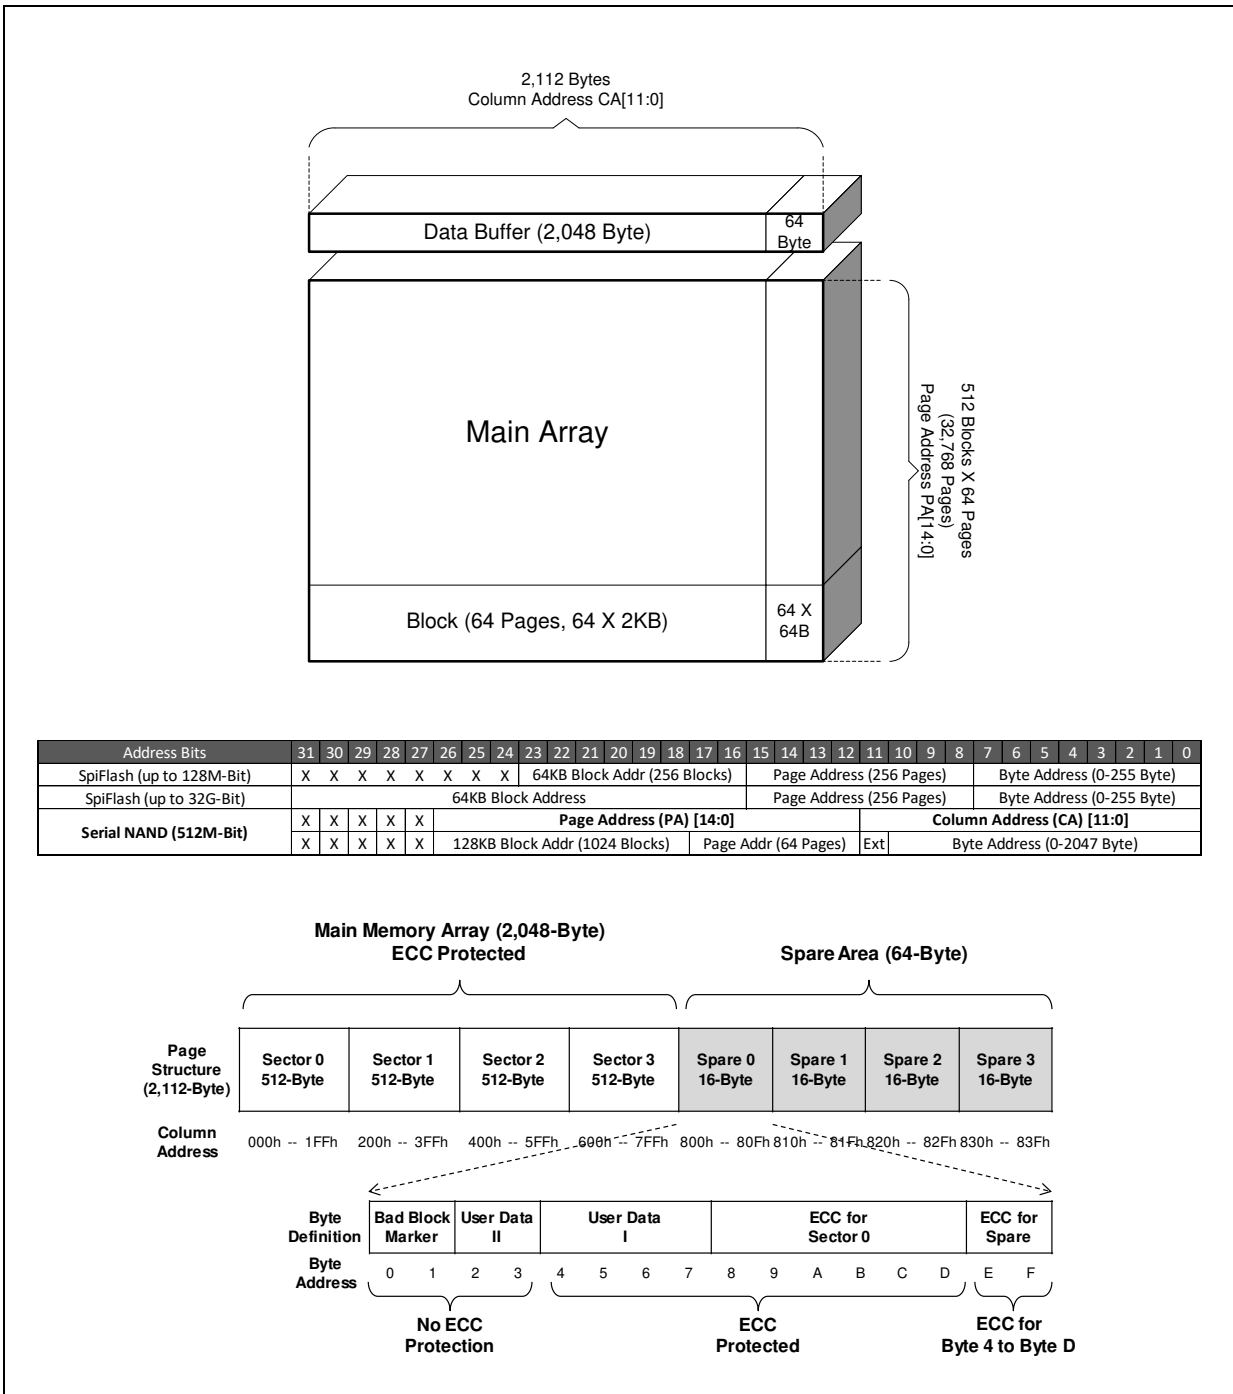 2,112 Bytes
Column Address CA[11:0]
Data Buffer (2,048 Byte)
64
Byte
Main Array
512 Blocks X 64 Pages
(32,768 Pages)
Page Address PA[14:0]
Block (64 Pages, 64 X 2KB)
64 X
64B
Address Bits 31 30 29 28 27 26 25 24 23 22 21 20 19 18 17 16 15 14 13 12 11 10 9 8 7 6 5 4 3 2 1 0
SpiFlash (up to 128M-Bit) X X X X X X X X 64KB Block Addr (256 Blocks) Page Address (256 Pages) Byte Address (0-255 Byte)
SpiFlash (up to 32G-Bit) 64KB Block Address Page Address (256 Pages) Byte Address (0-255 Byte)
Serial NAND (512M-Bit) X X X X X Page Address (PA) [14:0] Column Address (CA) [11:0]
X X X X X 128KB Block Addr (1024 Blocks) Page Addr (64 Pages) Ext Byte Address (0-2047 Byte)
Main Memory Array (2,048-Byte)
ECC Protected
Spare Area (64-Byte)
Page
Structure
(2,112-Byte)
Sector 0
512-Byte
Sector 1
512-Byte
Sector 2
512-Byte
Sector 3
512-Byte
Spare 0
16-Byte
Spare 1
16-Byte
Spare 2
16-Byte
Spare 3
16-Byte
Column
Address
000h -- 1FFh 200h -- 3FFh 400h -- 5FFh 600h -- 7FFh 800h -- 80Fh 810h -- 81Fh 820h -- 82Fh 830h -- 83Fh
Byte
Definition
Bad Block
Marker
User Data
II
User Data
I
ECC for
Sector 0
ECC for
Spare
Byte
Address
0 1 2 3 4 5 6 7 8 9 A B C D E F
No ECC
Protection
ECC
Protected
ECC for
Byte 4 to Byte D